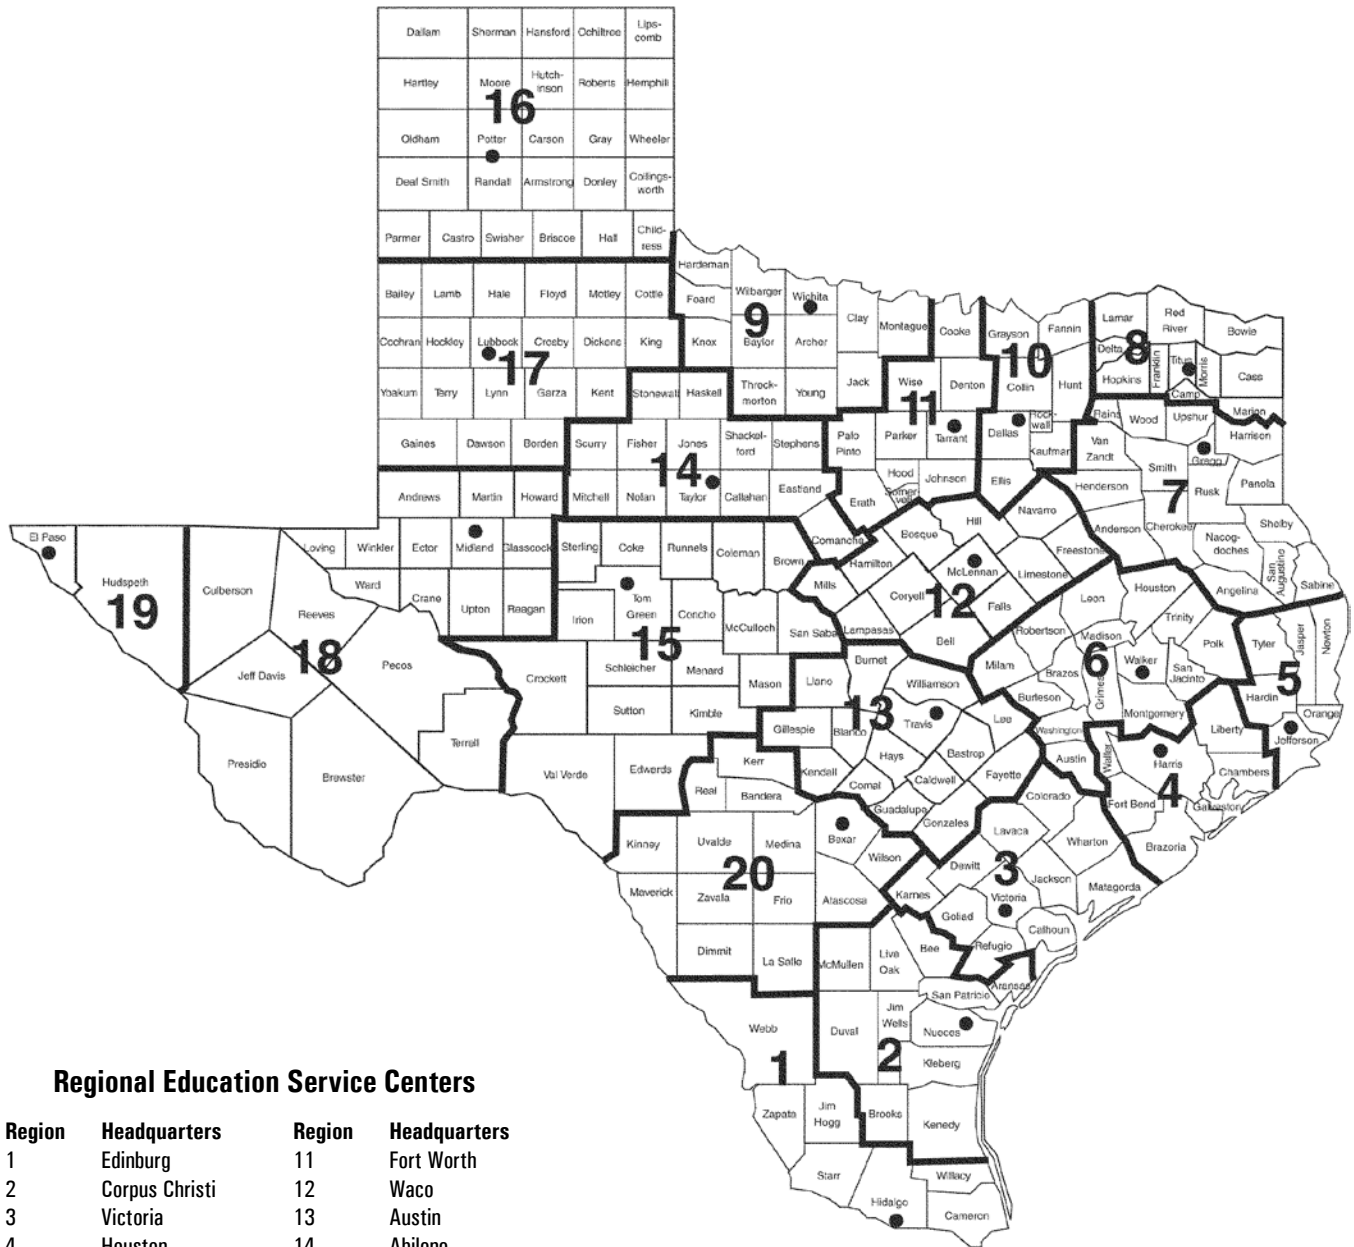 Dallam Sherman Hansford Ochiltree Lips-
comb
Hartley Moore Hutch-
inson Roberts Hemphill
16
Oldham Potter Carson Gray Wheeler
Deaf Smith Randall Armstrong Donley Collings-
worth
Parmer Castro Swisher Briscoe Hall Child-
ress
Hardeman
Bailey Lamb Hale Floyd Motley Cottle Foard Wilbarger Wichita
9
Clay Montague Cooke Grayson Fannin Lamar Red
River Bowie
Cochran Hockley Lubbock Crosby Dickens King Knox Baylor Archer
17
10
8
Delta Franklin Titus Morris Cass
Yoakum Terry Lynn Garza Kent Stonewall Haskell Throck-
morton Young Jack Wise Denton Collin Hunt Hopkins Camp
11
Gaines Dawson Borden Scurry Fisher Jones Shackel-
ford Stephens Palo
Pinto Parker Tarrant Dallas Rock-
wall Kaufman Rains Wood Upshur Marion Harrison
Van
Zandt Smith Gregg
14
7
Andrews Martin Howard Mitchell Nolan Taylor Callahan Eastland Erath Hood Somer-
vell Johnson Ellis Navarro Henderson Rusk Panola
El Paso Hudspeth Culberson Loving Winkler Ector Midland Glasscock Sterling Coke Runnels Coleman Brown Comanche Hamilton Bosque Hill Freestone Anderson Cherokee Nacog-
doches Shelby San
Augustine Sabine
19
Reeves Ward Crane Upton Reagan Irion Tom
Green Concho McCulloch San Saba Mills Lampasas Coryell McLennan Limestone Falls Bell Leon Houston Angelina
18
15
12
Trinity Polk Tyler Jasper Newton
Jeff Davis Pecos Crockett Schleicher Menard Mason Llano Burnet Williamson Milam Robertson Madison Brazos Grimes Walker San
Jacinto Hardin Orange
6
5
Presidio Brewster Terrell Sutton Kimble Gillespie Blanco Travis Lee Burleson Washington Montgomery Liberty Jefferson
13
Val Verde Edwards Kerr Kendall Hays Bastrop Fayette Austin Waller Harris Chambers
4
Real Bandera Comal Caldwell Guadalupe Gonzales Colorado Fort Bend Galveston
Kinney Uvalde Medina Bexar Wilson Lavaca Wharton Brazoria
20
Dewitt
3
Jackson Matagorda
Maverick Zavala Frio Atascosa Karnes Goliad Victoria Calhoun
Dimmit La Salle McMullen Live
Oak Bee Refugio Aransas
San Patricio
Webb Duval Jim
Wells Nueces
1
2
Kleberg
Zapata Jim
Hogg Brooks Kenedy
Starr Hidalgo Willacy Cameron
Regional Education Service Centers
Region Headquarters Region Headquarters
1 Edinburg 11 Fort Worth
2 Corpus Christi 12 Waco
3 Victoria 13 Austin
4 Houston 14 Abilene